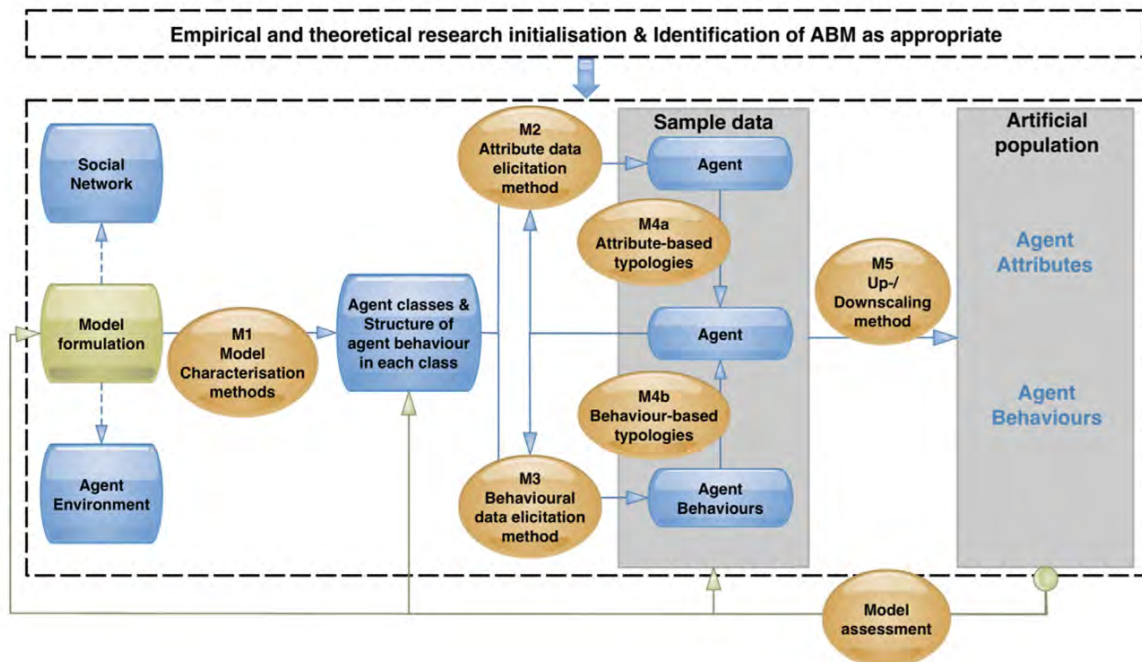 Empirical and theoretical research initialisation & Identification of ABM as appropriate
Social
Network
Model
formulation
Agent
Environment
M1
Model
Characterisation
methods
Agent classes &
Structure of
agent behaviour
in each class
M2
Attribute data
elicitation
method
M3
Behavioural
data elicitation
method
Sample data
Agent
M4a
Attribute-based
typologies
Agent
M4b
Behaviour-based
typologies
Agent
Behaviours
M5
Up-/
Downscaling
method
Artificial
population
Agent
Attributes
Agent
Behaviours
Model
assessment